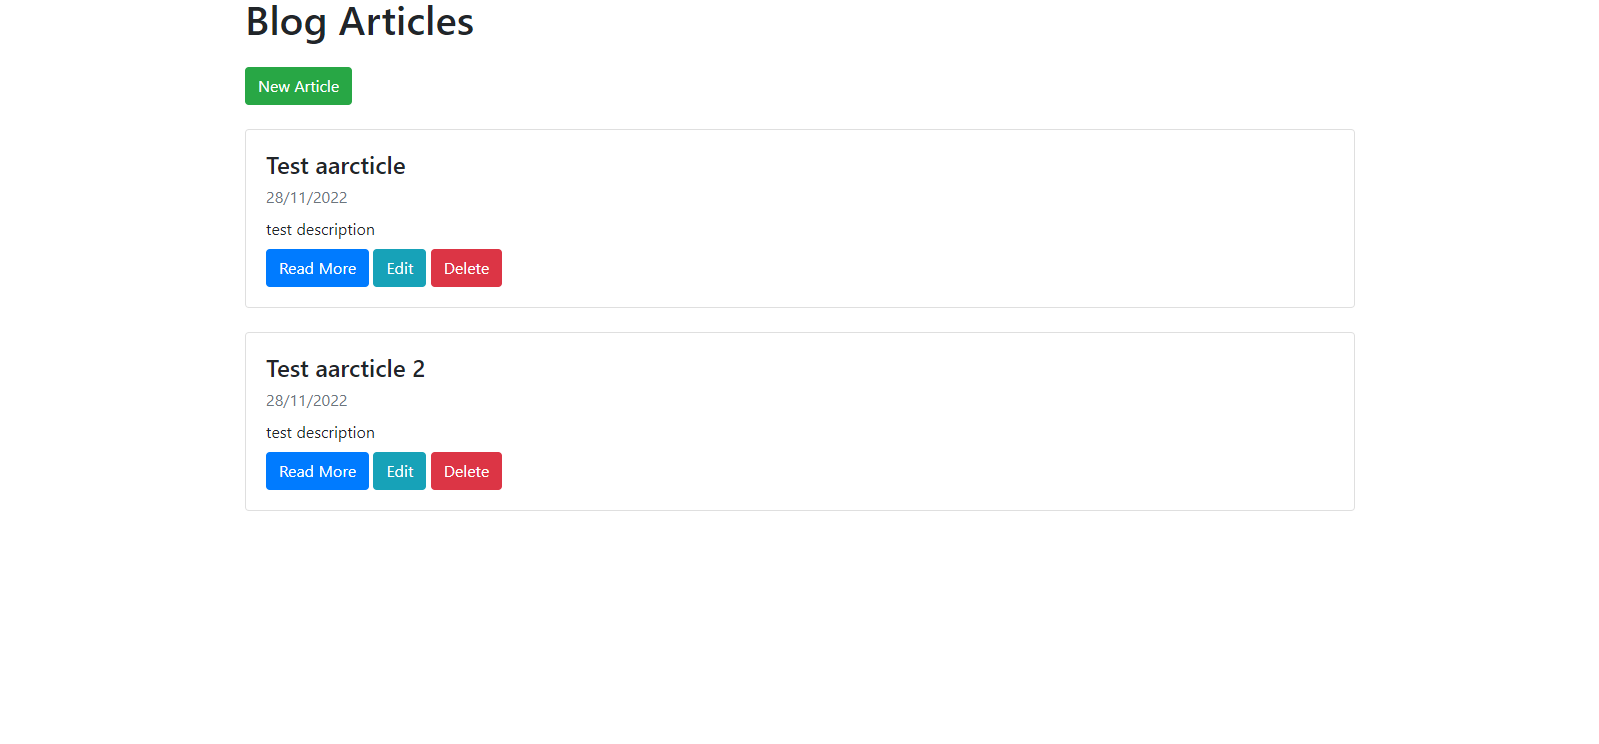 Blog Articles
New Article
Test aarcticle
28/11/2022
test description
Read More Edit Delete
Test aarcticle 2
28/11/2022
test description
Read More Edit Delete